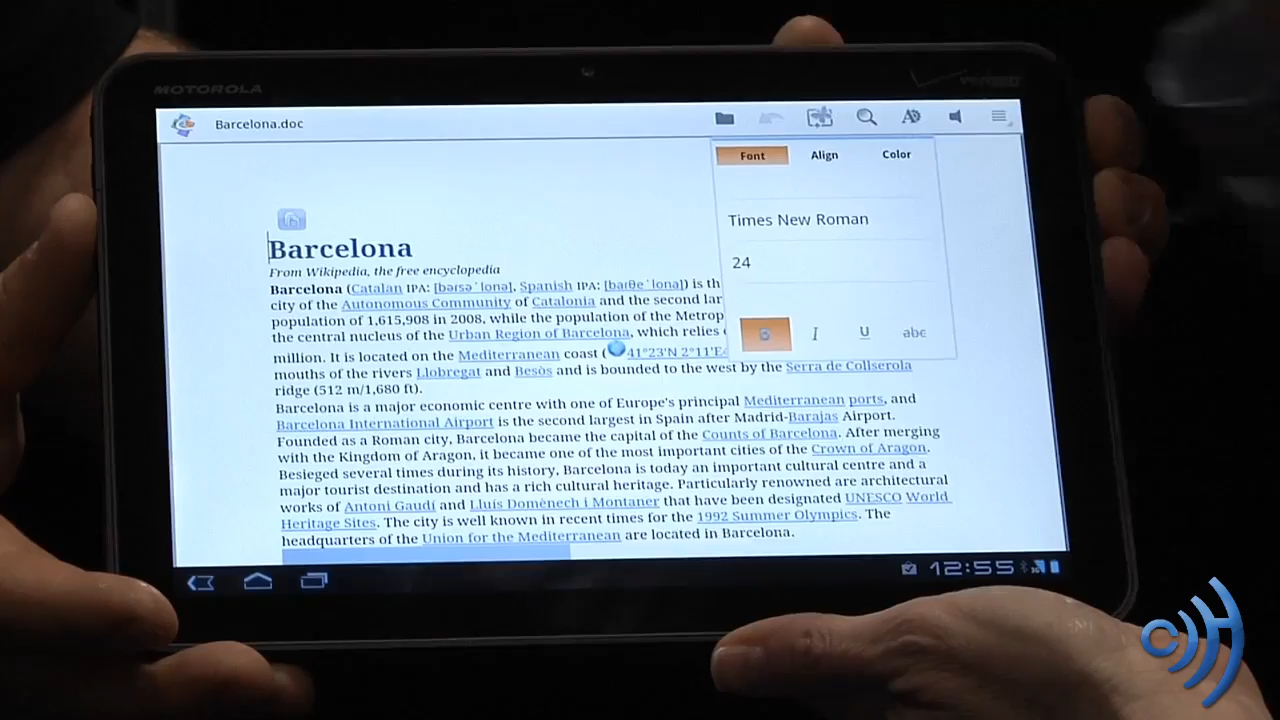 MOTOROLA
verizon
Barcelona.doc
Font Align Color
Times New Roman
24
B I U abc
Barcelona
From Wikipedia, the free encyclopedia
Barcelona (Catalan IPA: [bərsəˈlonə], Spanish IPA: [barθeˈlona]) is th
city of the Autonomous Community of Catalonia and the second lar
population of 1,615,908 in 2008, while the population of the Metrop
the central nucleus of the Urban Region of Barcelona, which relies
million. It is located on the Mediterranean coast (41°23′N 2°11′E
mouths of the rivers Llobregat and Besòs and is bounded to the west by the Serra de Collserola
ridge (512 m/1,680 ft).
Barcelona is a major economic centre with one of Europe's principal Mediterranean ports, and
Barcelona International Airport is the second largest in Spain after Madrid-Barajas Airport.
Founded as a Roman city, Barcelona became the capital of the Counts of Barcelona. After merging
with the Kingdom of Aragon, it became one of the most important cities of the Crown of Aragon.
Besieged several times during its history, Barcelona is today an important cultural centre and a
major tourist destination and has a rich cultural heritage. Particularly renowned are architectural
works of Antoni Gaudí and Lluís Domènech i Montaner that have been designated UNESCO World
Heritage Sites. The city is well known in recent times for the 1992 Summer Olympics. The
headquarters of the Union for the Mediterranean are located in Barcelona.
12:55
CH